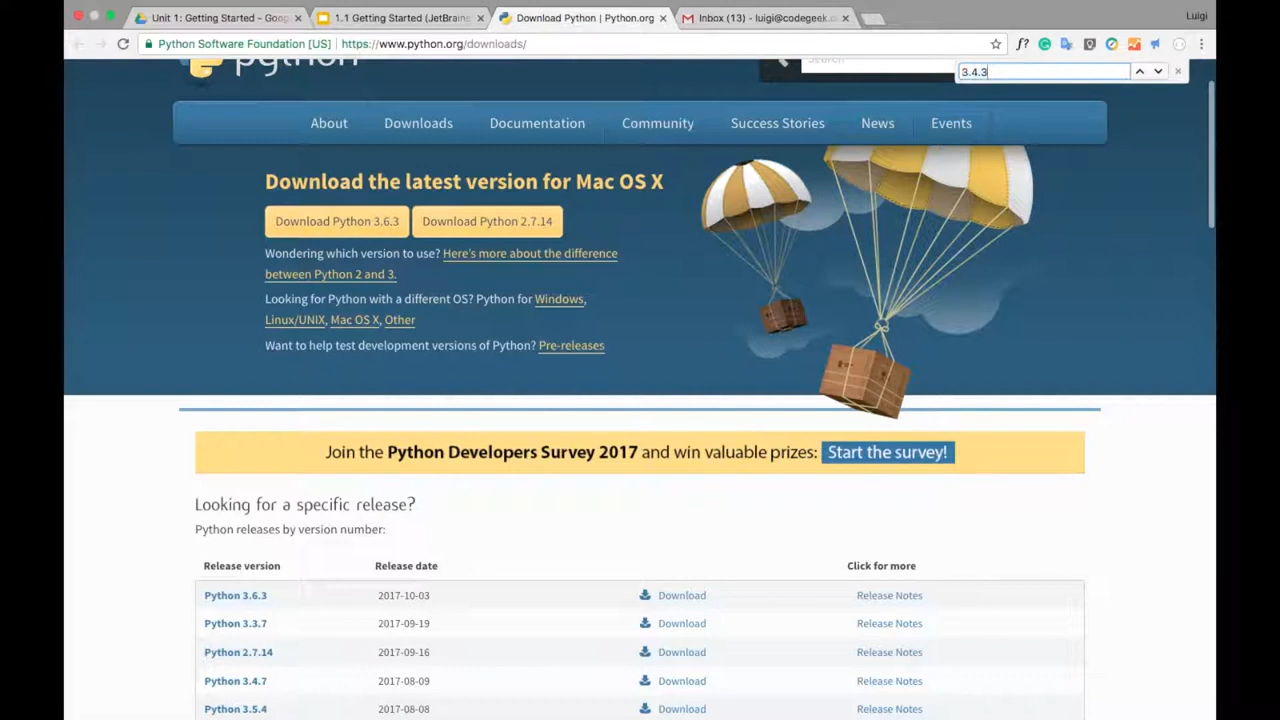 Unit 1: Getting Started – Goog
1.1 Getting Started (JetBrains
Download Python | Python.org
Inbox (13) - luigi@codegeek.c
Luigi
Python Software Foundation [US]
https://www.python.org/downloads/
3.4.3
python
Search
About
Downloads
Documentation
Community
Success Stories
News
Events
Download the latest version for Mac OS X
Download Python 3.6.3
Download Python 2.7.14
Wondering which version to use? Here's more about the difference
between Python 2 and 3.
Looking for Python with a different OS? Python for Windows,
Linux/UNIX, Mac OS X, Other
Want to help test development versions of Python? Pre-releases
Join the Python Developers Survey 2017 and win valuable prizes: Start the survey!
Looking for a specific release?
Python releases by version number:
Release version Release date Click for more
Python 3.6.3 2017-10-03 Download Release Notes
Python 3.3.7 2017-09-19 Download Release Notes
Python 2.7.14 2017-09-16 Download Release Notes
Python 3.4.7 2017-08-09 Download Release Notes
Python 3.5.4 2017-08-08 Download Release Notes